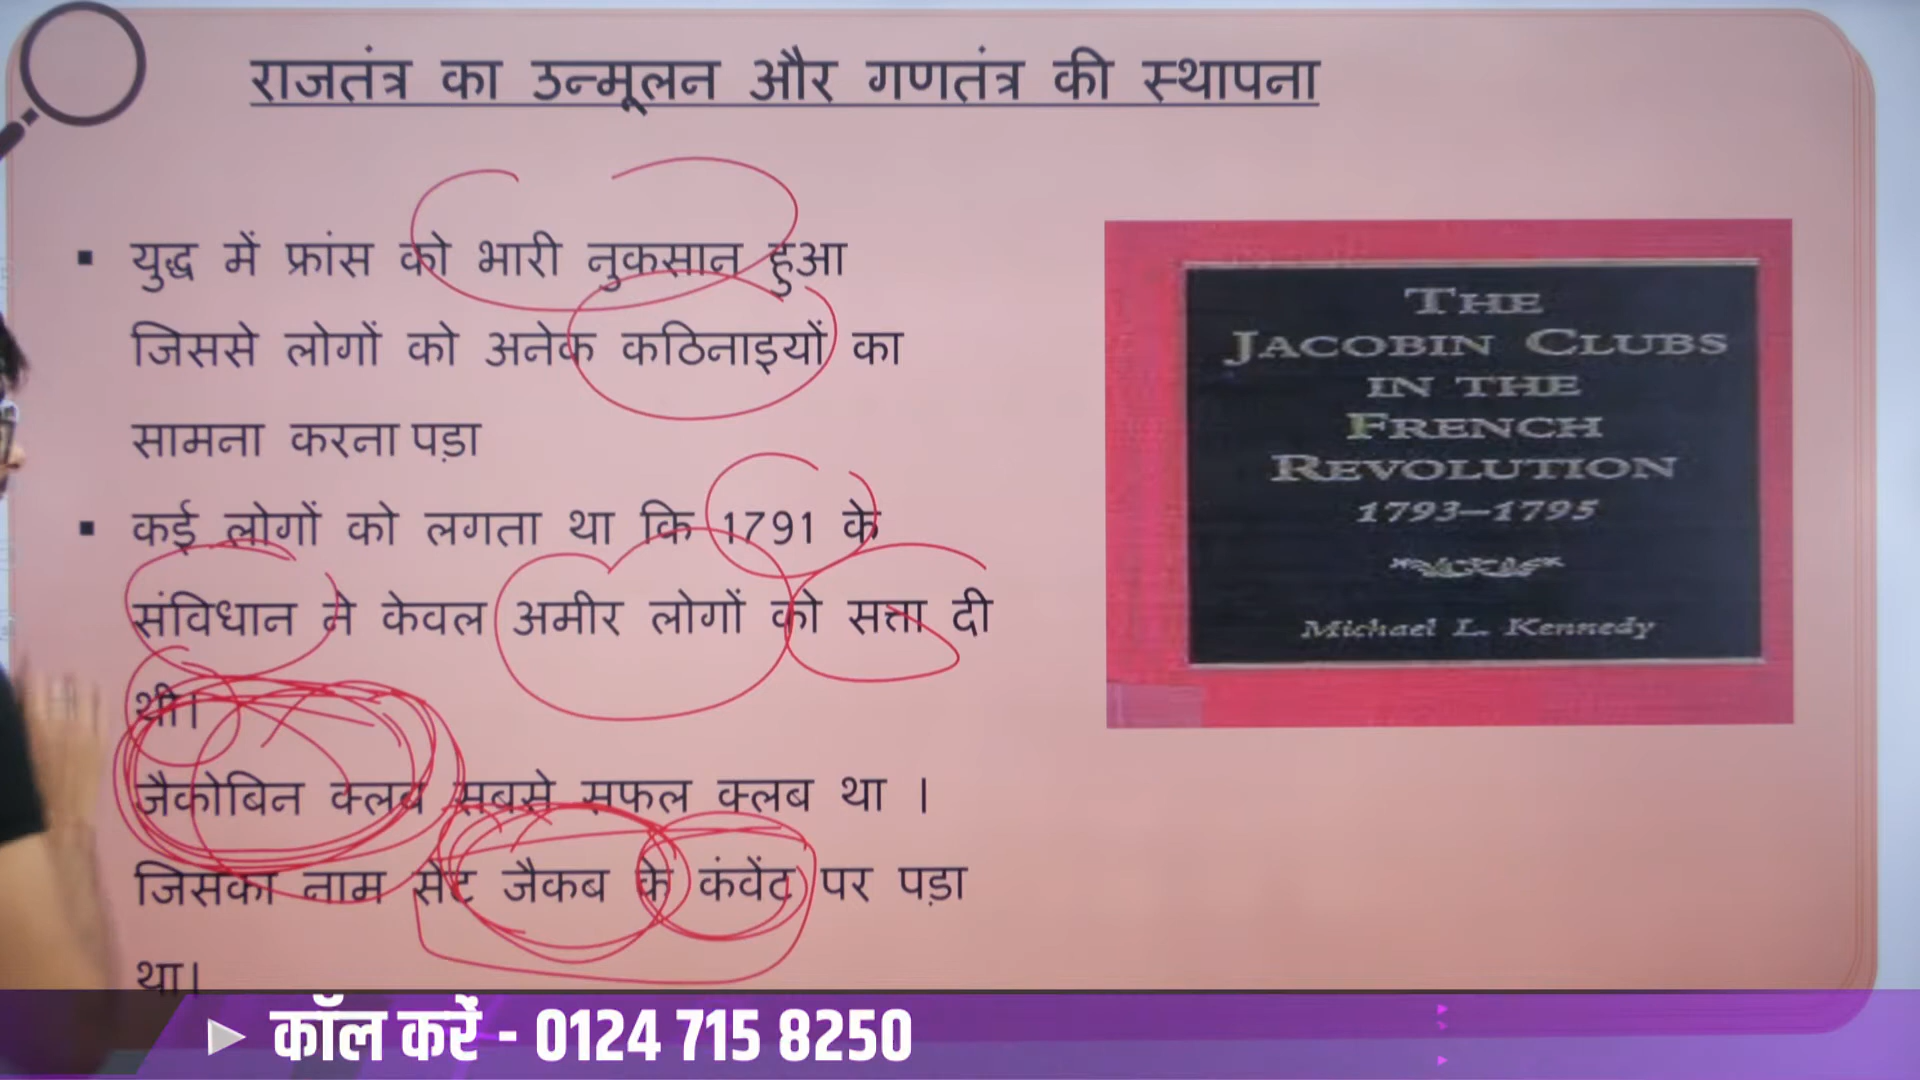 राजतंत्र का उन्मूलन और गणतंत्र की स्थापना
▪ युद्ध में फ्रांस को भारी नुकसान हुआ
जिससे लोगों को अनेक कठिनाइयों का
सामना करना पड़ा
▪ कई लोगों को लगता था कि 1791 के
संविधान ने केवल अमीर लोगों को सत्ता दी
थी।
जैकोबिन क्लब सबसे सफल क्लब था ।
जिसका नाम सेंट जैकब के कंवेंट पर पड़ा
था।
THE
JACOBIN CLUBS
IN THE
FRENCH
REVOLUTION
1793–1795
Michael L. Kennedy
कॉल करें - 0124 715 8250